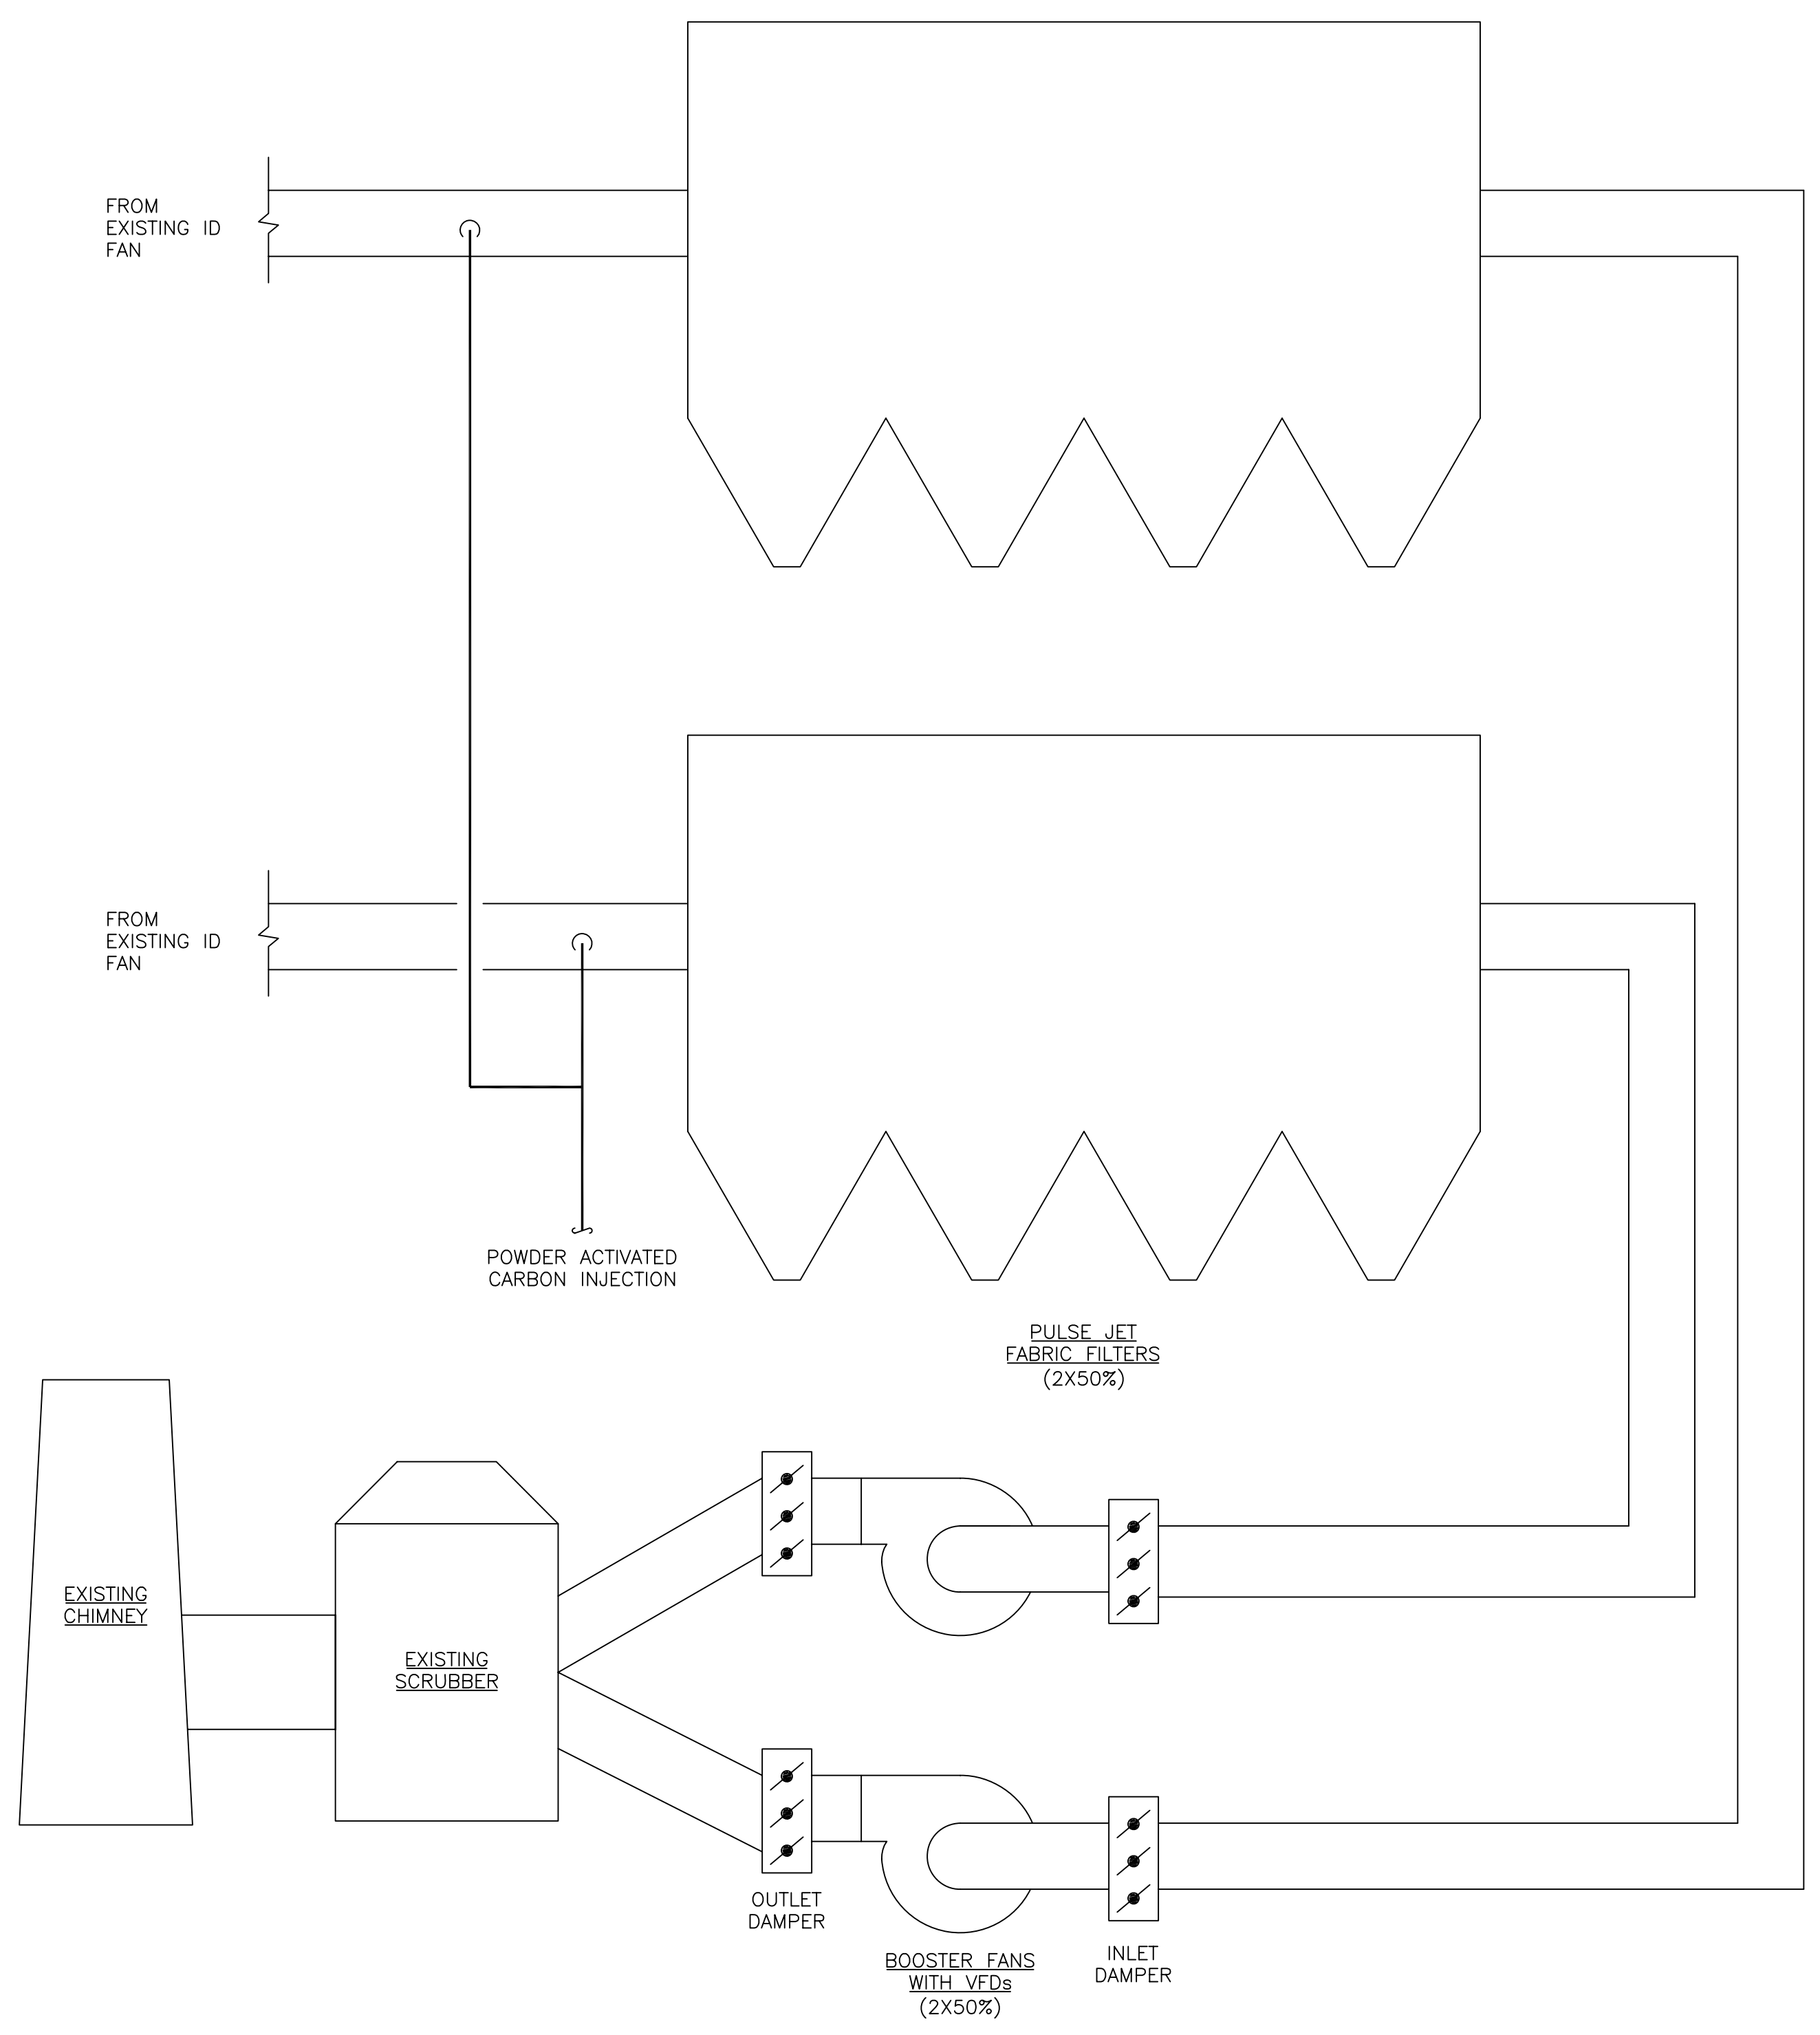 FROM
EXISTING ID
FAN
FROM
EXISTING ID
FAN
POWDER ACTIVATED
CARBON INJECTION
PULSE JET
FABRIC FILTERS
(2X50%)
EXISTING
CHIMNEY
EXISTING
SCRUBBER
OUTLET
DAMPER
BOOSTER FANS
WITH VFDs
(2X50%)
INLET
DAMPER